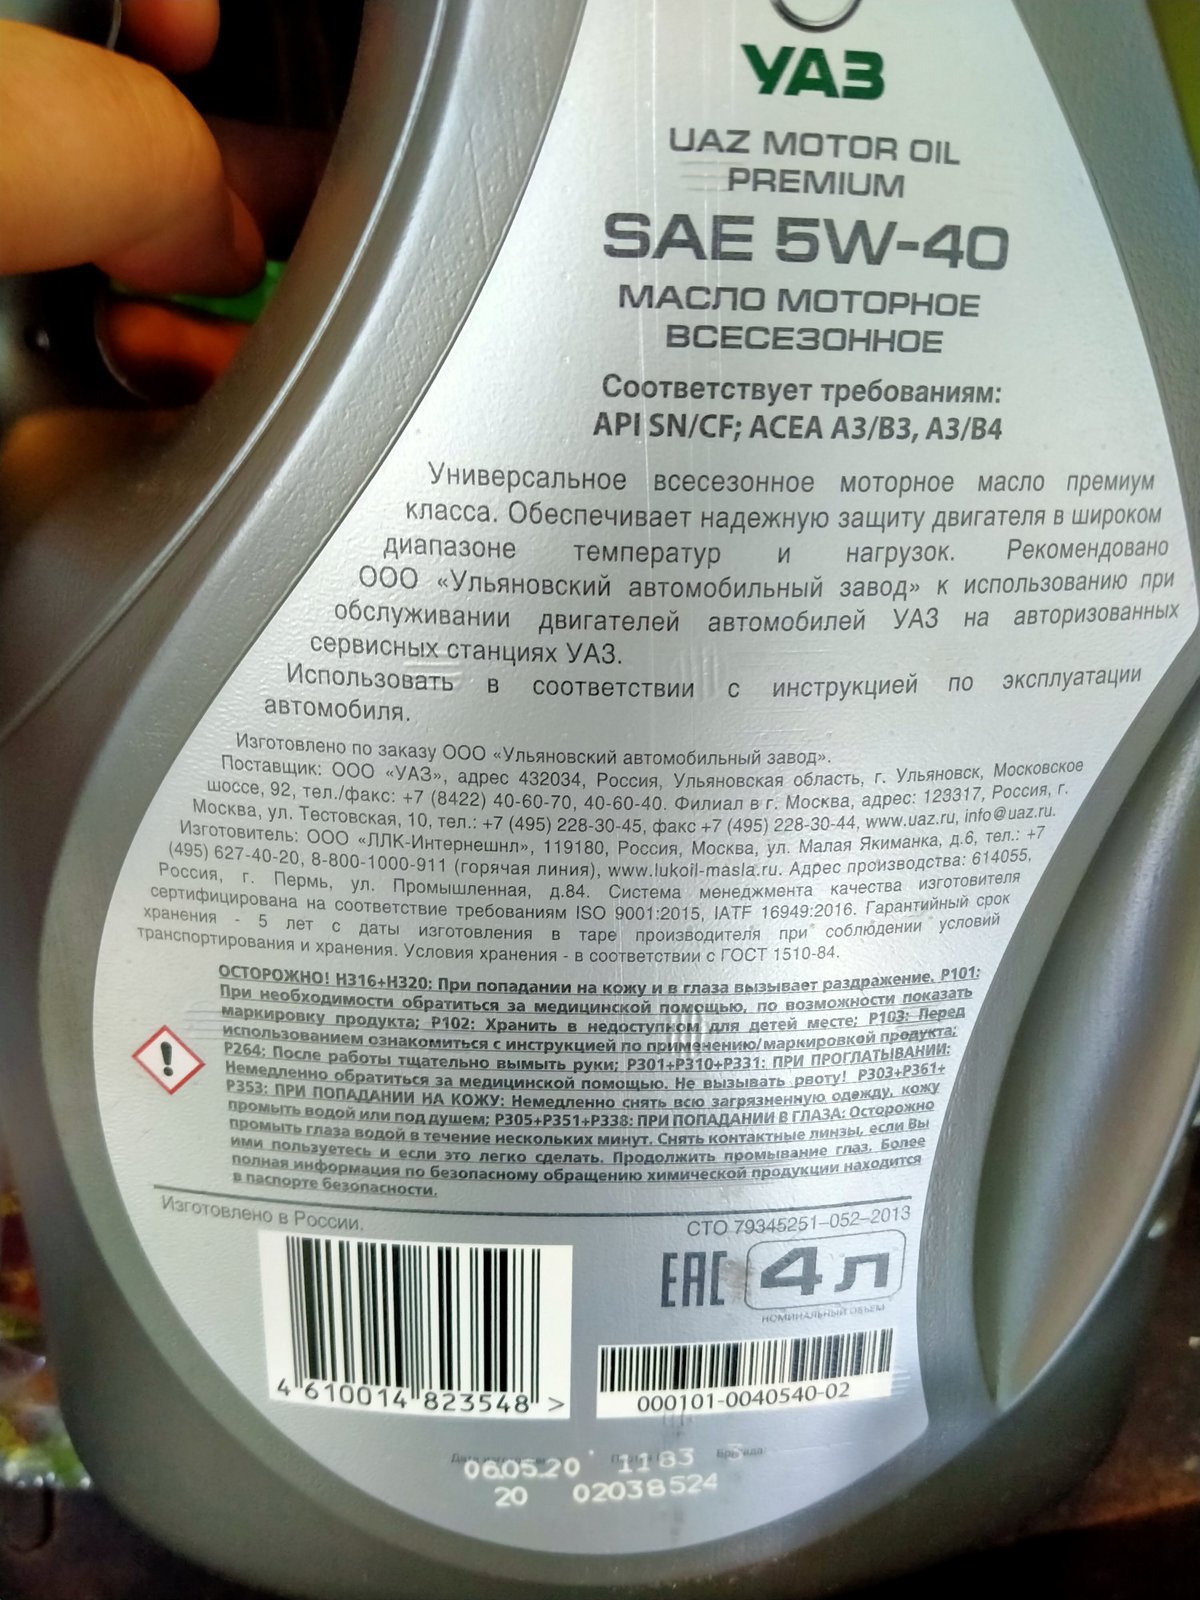 УАЗ
UAZ MOTOR OIL
PREMIUM
SAE 5W-40
МАСЛО МОТОРНОЕ
ВСЕСЕЗОННОЕ
Соответствует требованиям:
API SN/CF; ACEA A3/B3, A3/B4
Универсальное всесезонное моторное масло премиум
класса. Обеспечивает надежную защиту двигателя в широком
диапазоне температур и нагрузок. Рекомендовано
ООО «Ульяновский автомобильный завод» к использованию при
обслуживании двигателей автомобилей УАЗ на авторизованных
сервисных станциях УАЗ.
Использовать в соответствии с инструкцией по эксплуатации
автомобиля.
Изготовлено по заказу ООО «Ульяновский автомобильный завод».
Поставщик: ООО «УАЗ», адрес 432034, Россия, Ульяновская область, г. Ульяновск, Московское
шоссе, 92, тел./факс: +7 (8422) 40-60-70, 40-60-40. Филиал в г. Москва, адрес: 123317, Россия, г.
Москва, ул. Тестовская, 10, тел.: +7 (495) 228-30-45, факс +7 (495) 228-30-44, www.uaz.ru, info@uaz.ru.
Изготовитель: ООО «ЛЛК-Интернешнл», 119180, Россия, Москва, ул. Малая Якиманка, д.6, тел.: +7
(495) 627-40-20, 8-800-1000-911 (горячая линия), www.lukoil-masla.ru. Адрес производства: 614055,
Россия, г. Пермь, ул. Промышленная, д.84. Система менеджмента качества изготовителя
сертифицирована на соответствие требованиям ISO 9001:2015, IATF 16949:2016. Гарантийный срок
хранения - 5 лет с даты изготовления в таре производителя при соблюдении условий
транспортирования и хранения. Условия хранения - в соответствии с ГОСТ 1510-84.
ОСТОРОЖНО! H316+H320: При попадании на кожу и в глаза вызывает раздражение. P101:
При необходимости обратиться за медицинской помощью, по возможности показать
маркировку продукта; P102: Хранить в недоступном для детей месте; P103: Перед
использованием ознакомиться с инструкцией по применению/маркировкой продукта;
P264: После работы тщательно вымыть руки; P301+P310+P331: ПРИ ПРОГЛАТЫВАНИИ:
Немедленно обратиться за медицинской помощью. Не вызывать рвоту! P303+P361+
P353: ПРИ ПОПАДАНИИ НА КОЖУ: Немедленно снять всю загрязненную одежду, кожу
промыть водой или под душем; P305+P351+P338: ПРИ ПОПАДАНИИ В ГЛАЗА: Осторожно
промыть глаза водой в течение нескольких минут. Снять контактные линзы, если Вы
ими пользуетесь и если это легко сделать. Продолжить промывание глаз. Более
полная информация по безопасному обращению химической продукции находится
в паспорте безопасности.
Изготовлено в России.
СТО 79345251–052–2013
EAC 4 л
НОМИНАЛЬНЫЙ ОБЪЕМ
4 610014 823548 >
000101-0040540-02
06.05.20 1183
20 02038524